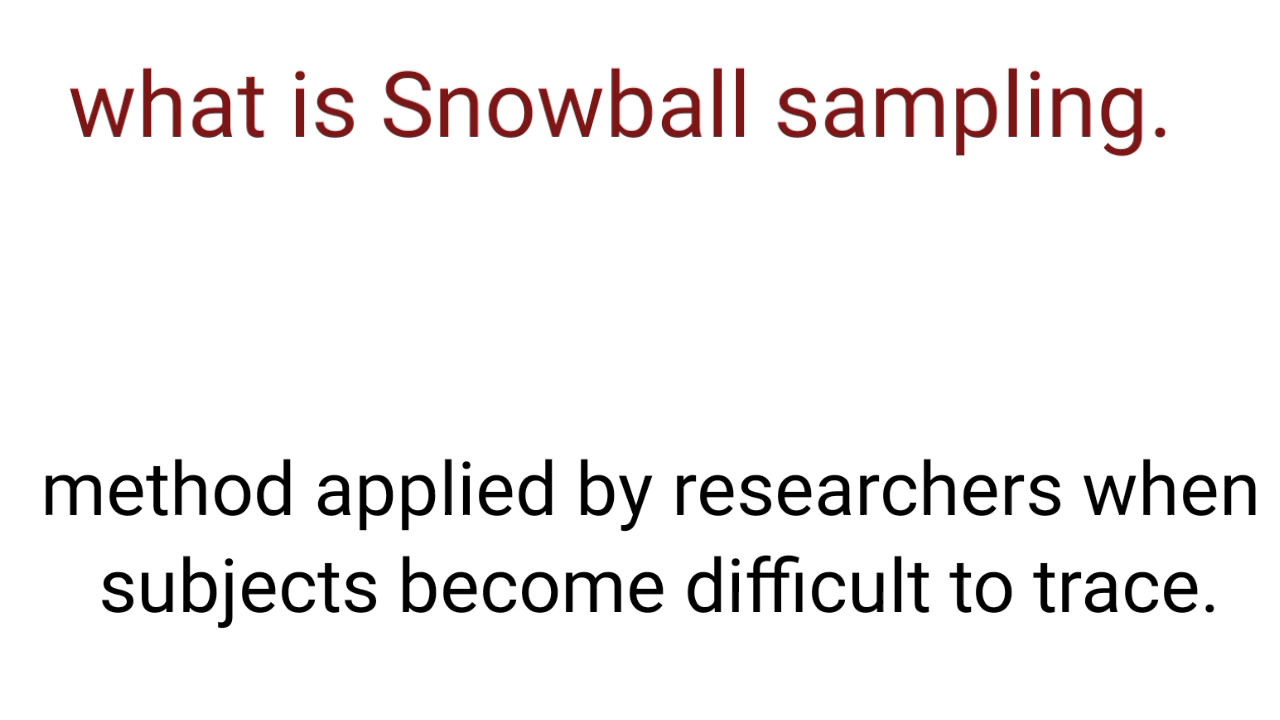 what is Snowball sampling.
method applied by researchers when
subjects become difficult to trace.